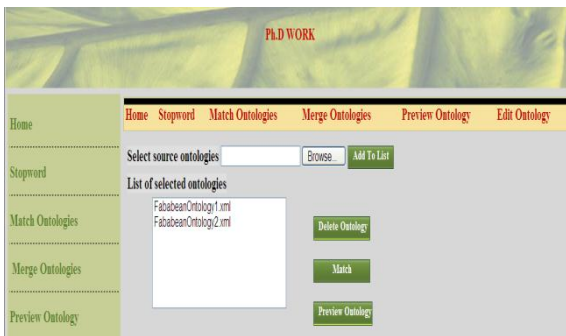 Ph.D WORK
Home Stopword Match Ontologies Merge Ontologies Preview Ontology Edit Ontology
Home
Stopword
Match Ontologies
Merge Ontologies
Preview Ontology
Select source ontologies Browse... Add To List
List of selected ontologies
FababeanOntology1.xml
FababeanOntology2.xml
Delete Ontology
Match
Preview Ontology